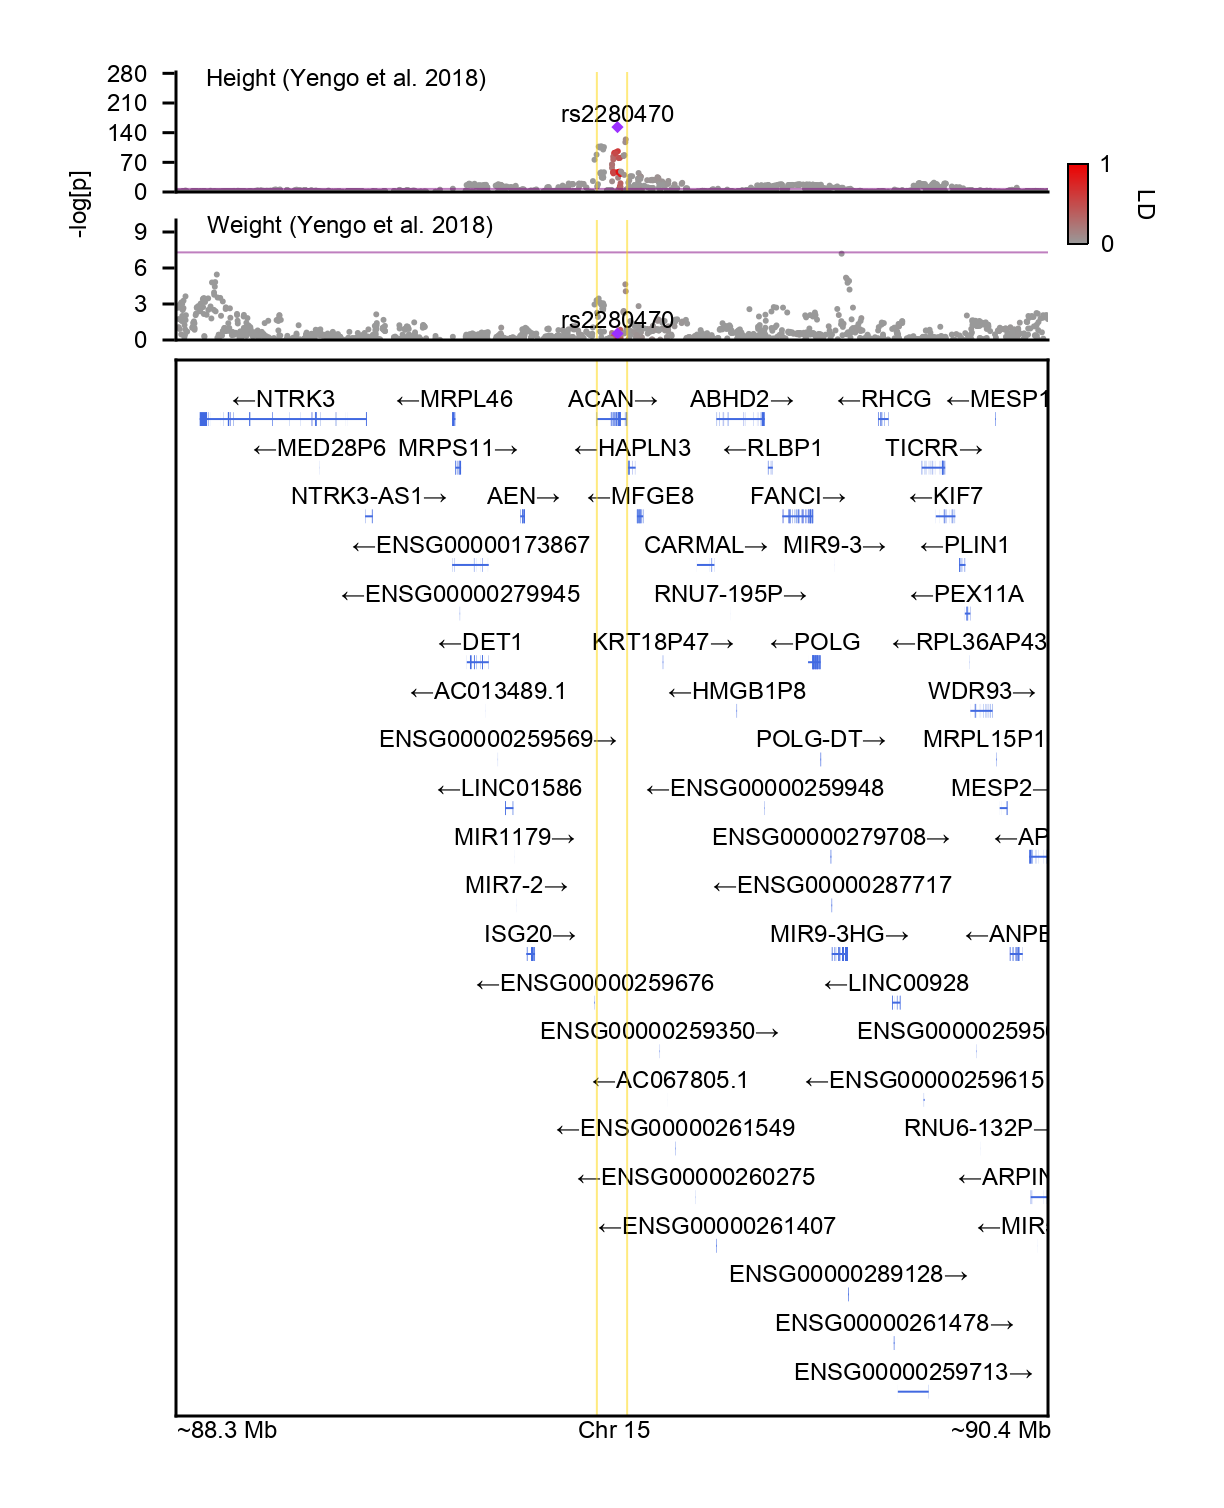 280
Height (Yengo et al. 2018)
210
rs2280470
140
70
0
1
LD
0
-log[p]
9
Weight (Yengo et al. 2018)
6
3
rs2280470
0
←NTRK3 ←MRPL46 ACAN→ ABHD2→ ←RHCG ←MESP1
←MED28P6 MRPS11→ ←HAPLN3 ←RLBP1 TICRR→
NTRK3-AS1→ AEN→ ←MFGE8 FANCI→ ←KIF7
←ENSG00000173867 CARMAL→ MIR9-3→ ←PLIN1
←ENSG00000279945 RNU7-195P→ ←PEX11A
←DET1 KRT18P47→ ←POLG ←RPL36AP43
←AC013489.1 ←HMGB1P8 WDR93→
ENSG00000259569→ POLG-DT→ MRPL15P1
←LINC01586 ←ENSG00000259948 MESP2→
MIR1179→ ENSG00000279708→ ←AP
MIR7-2→ ←ENSG00000287717
ISG20→ MIR9-3HG→ ←ANPE
←ENSG00000259676 ←LINC00928
ENSG00000259350→ ENSG0000025950
←AC067805.1 ←ENSG00000259615
←ENSG00000261549 RNU6-132P→
←ENSG00000260275 ←ARPIN
←ENSG00000261407 ←MIR
ENSG00000289128→
ENSG00000261478→
ENSG00000259713→
~88.3 Mb Chr 15 ~90.4 Mb